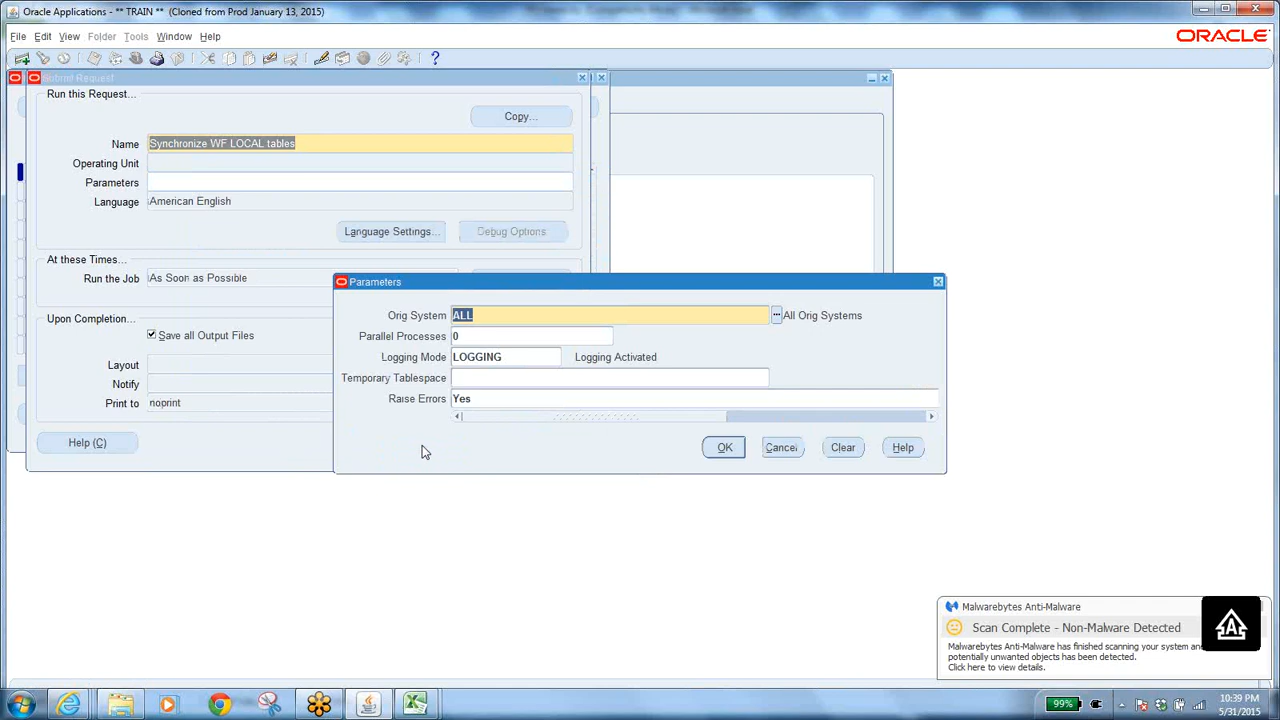 Oracle Applications - ** TRAIN ** (Cloned from Prod January 13, 2015)
File Edit View Folder Tools Window Help
ORACLE
Submit Request
Run this Request...
Copy...
Name Synchronize WF LOCAL tables
Operating Unit
Parameters
Language American English
Language Settings...
Debug Options
At these Times...
Run the Job As Soon as Possible
Upon Completion...
Save all Output Files
Layout
Notify
Print to noprint
Help (C)
Parameters
Orig System ALL ... All Orig Systems
Parallel Processes 0
Logging Mode LOGGING Logging Activated
Temporary Tablespace
Raise Errors Yes
OK Cancel Clear Help
Malwarebytes Anti-Malware
Scan Complete - Non-Malware Detected
Malwarebytes Anti-Malware has finished scanning your system and
potentially unwanted objects has been detected.
Click here to view details.
A
99%
10:39 PM
5/31/2015